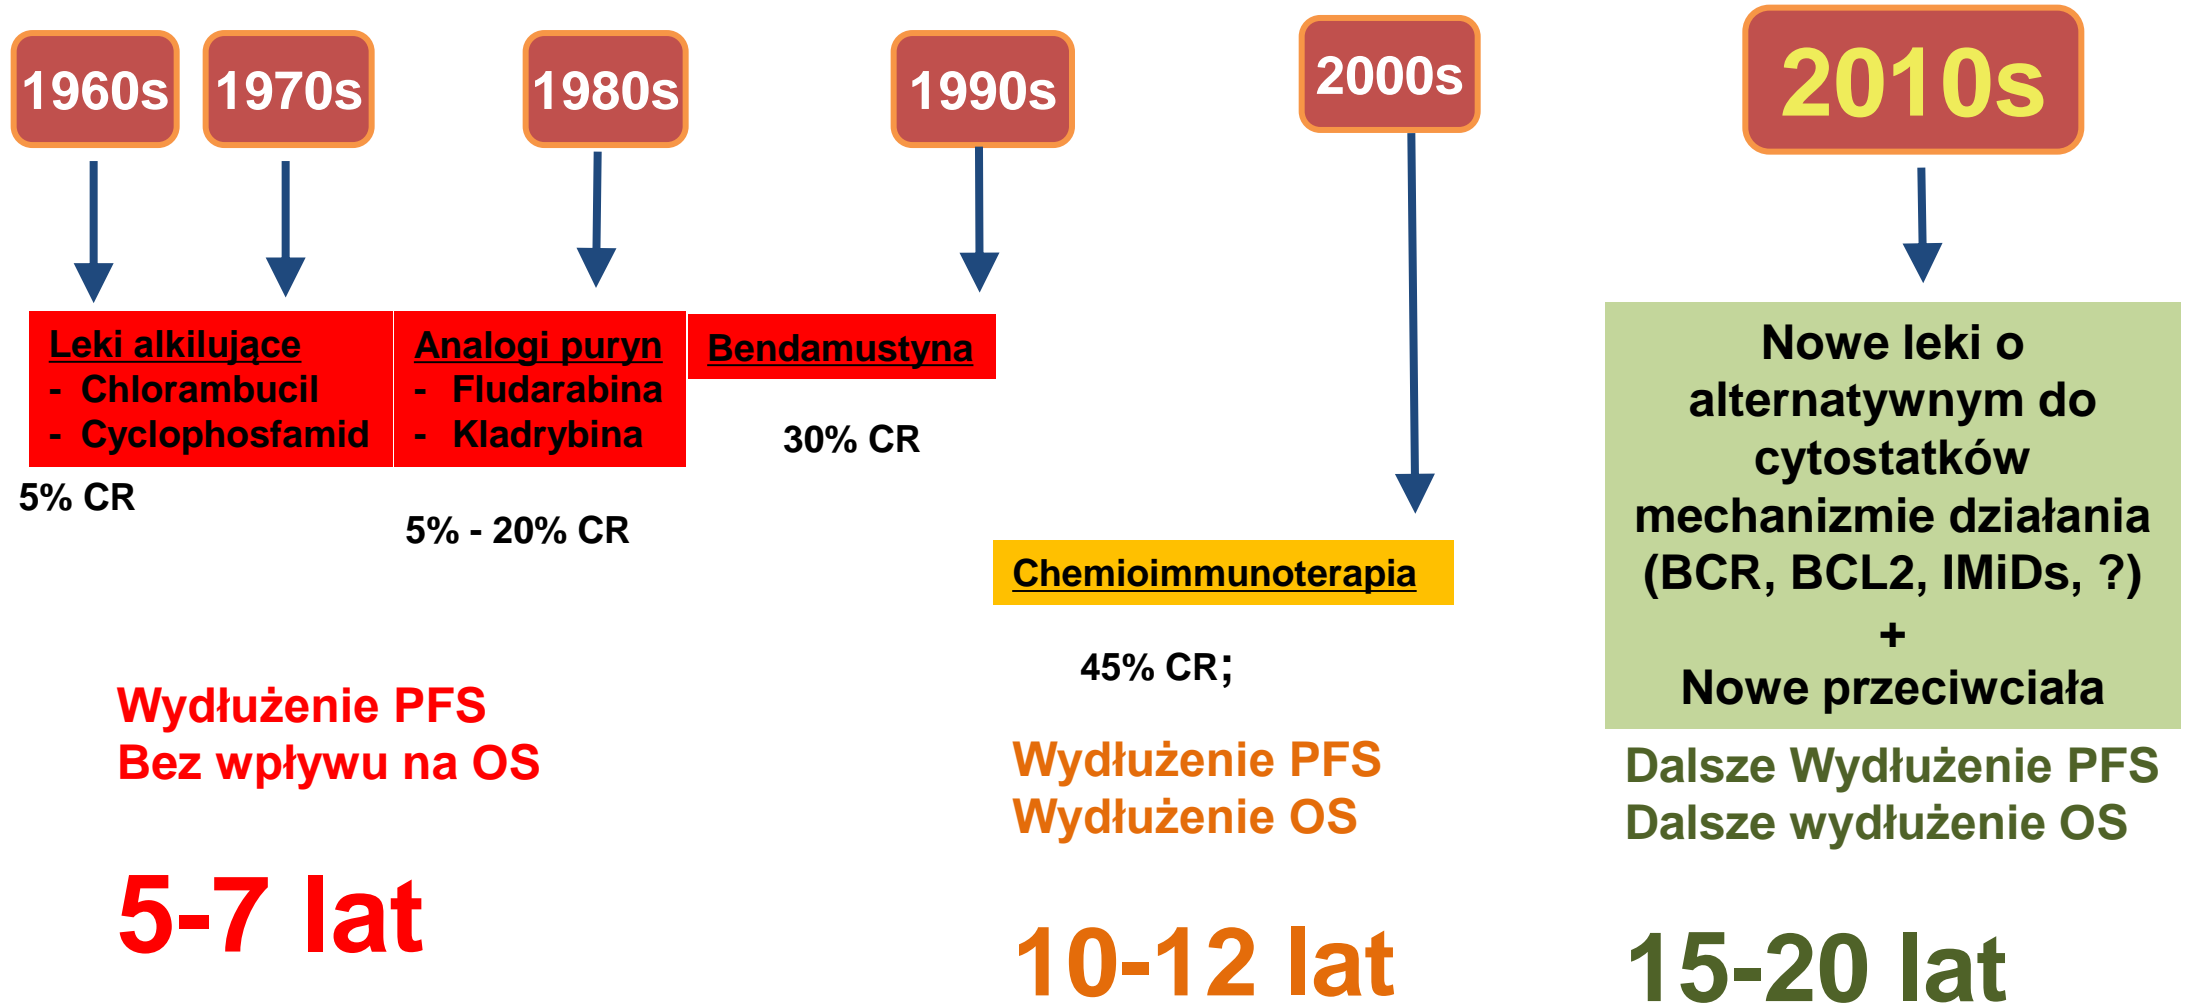 1960s
1970s
1980s
1990s
2000s
2010s
Leki alkilujące
- Chlorambucil
- Cyclophosfamid
5% CR
Analogi puryn
- Fludarabina
- Kladrybina
5% - 20% CR
Bendamustyna
30% CR
Chemioimmunoterapia
45% CR;
Nowe leki o
alternatywnym do
cytostatków
mechanizmie działania
(BCR, BCL2, IMiDs, ?)
+
Nowe przeciwciała
Wydłużenie PFS
Bez wpływu na OS
5-7 lat
Wydłużenie PFS
Wydłużenie OS
10-12 lat
Dalsze Wydłużenie PFS
Dalsze wydłużenie OS
15-20 lat